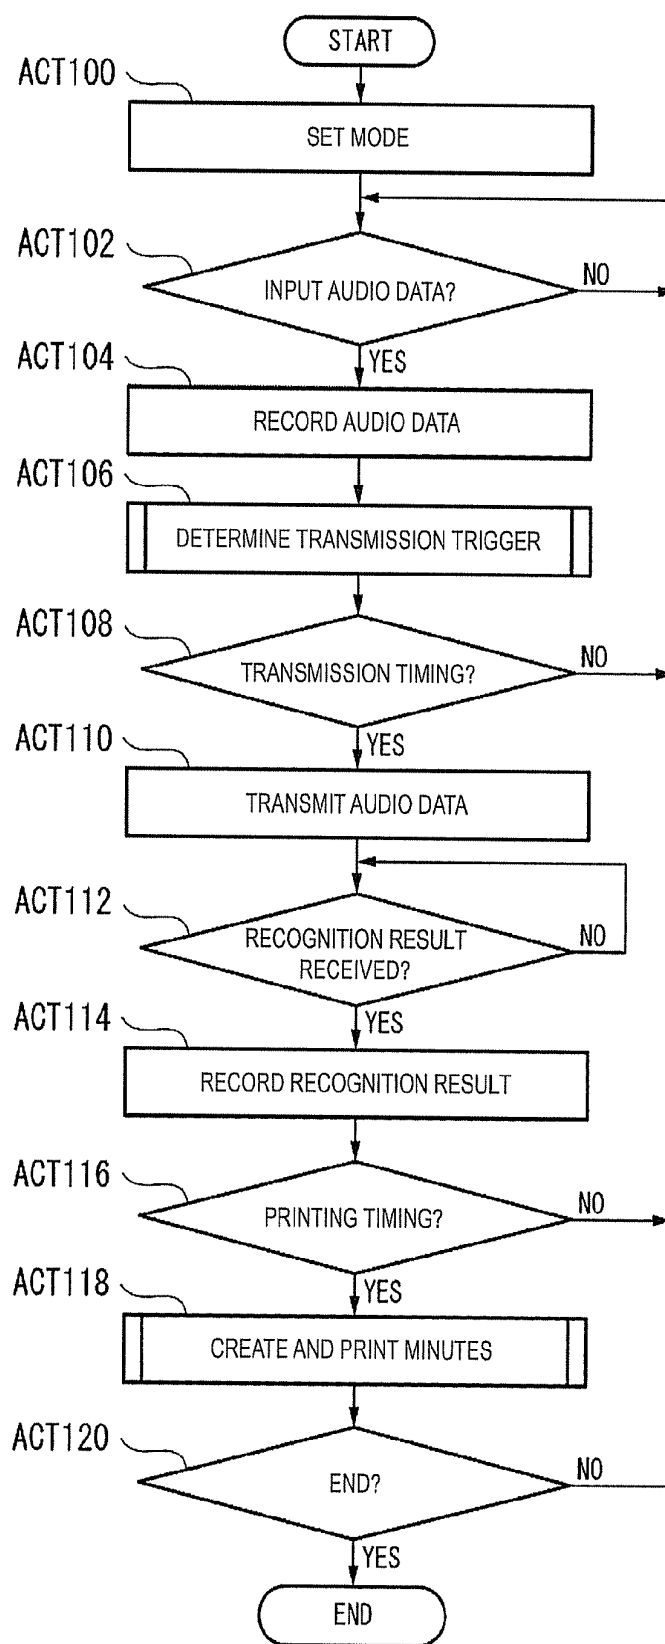 START
ACT100
SET MODE
ACT102
INPUT AUDIO DATA?
NO
YES
ACT104
RECORD AUDIO DATA
ACT106
DETERMINE TRANSMISSION TRIGGER
ACT108
TRANSMISSION TIMING?
NO
YES
ACT110
TRANSMIT AUDIO DATA
ACT112
RECOGNITION RESULT
RECEIVED?
NO
YES
ACT114
RECORD RECOGNITION RESULT
ACT116
PRINTING TIMING?
NO
YES
ACT118
CREATE AND PRINT MINUTES
ACT120
END?
NO
YES
END